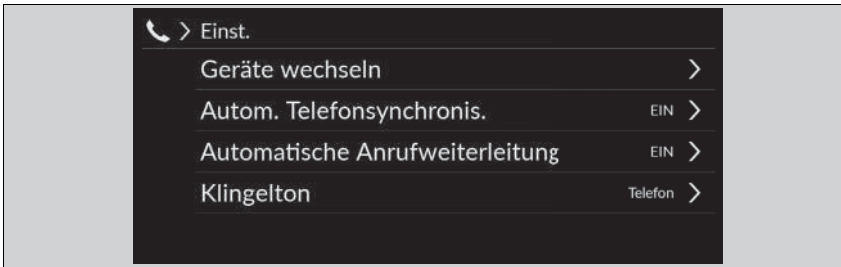 Einst.
Geräte wechseln
Autom. Telefonsynchronis. EIN
Automatische Anrufweiterleitung EIN
Klingelton Telefon